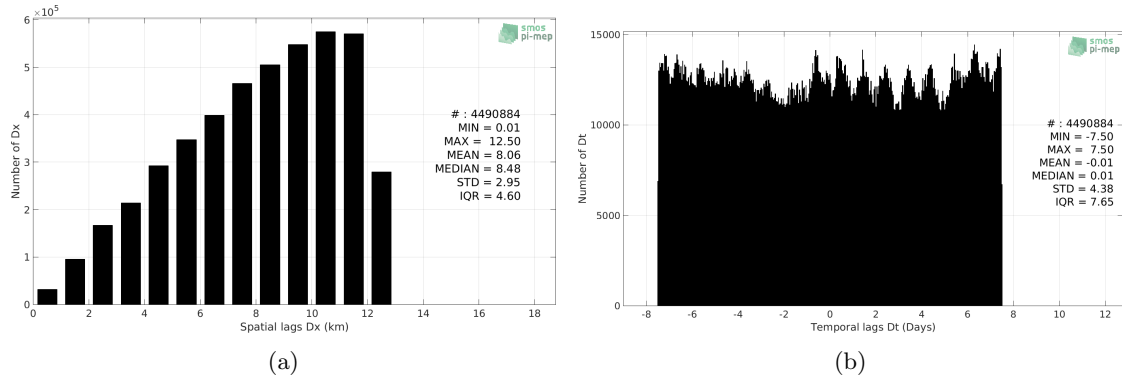 ×10⁵
smos
pi-mep
6
5
4
3
2
1
0
Number of Dx
# : 4490884
MIN = 0.01
MAX = 12.50
MEAN = 8.06
MEDIAN = 8.48
STD = 2.95
IQR = 4.60
0 2 4 6 8 10 12 14 16 18
Spatial lags Dx (km)
(a)
smos
pi-mep
15000
10000
5000
0
Number of Dt
# : 4490884
MIN = -7.50
MAX = 7.50
MEAN = -0.01
MEDIAN = 0.01
STD = 4.38
IQR = 7.65
-8 -6 -4 -2 0 2 4 6 8 10 12
Temporal lags Dt (Days)
(b)